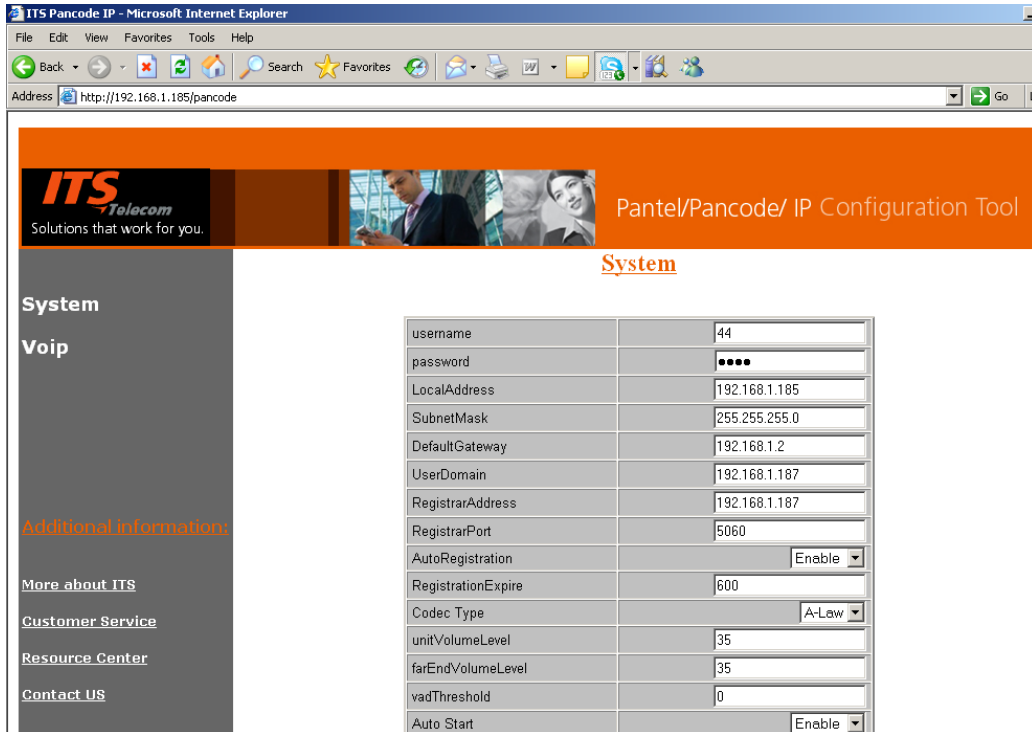 ITS Pancode IP - Microsoft Internet Explorer
File Edit View Favorites Tools Help
Back Search Favorites
Address http://192.168.1.185/pancode Go
ITS
Telecom
Solutions that work for you.
Pantel/Pancode/ IP Configuration Tool
System
System
Voip
username 44
password ●●●●
LocalAddress 192.168.1.185
SubnetMask 255.255.255.0
DefaultGateway 192.168.1.2
UserDomain 192.168.1.187
RegistrarAddress 192.168.1.187
RegistrarPort 5060
AutoRegistration Enable
RegistrationExpire 600
Codec Type A-Law
unitVolumeLevel 35
farEndVolumeLevel 35
vadThreshold 0
Auto Start Enable
Additional information:
More about ITS
Customer Service
Resource Center
Contact US